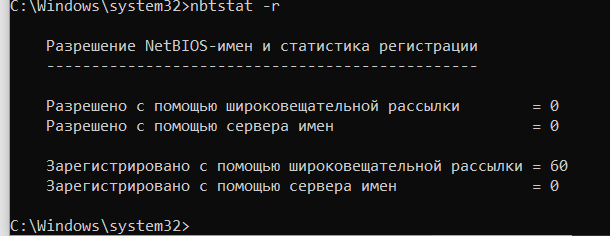 C:\Windows\system32>nbtstat -r
Разрешение NetBIOS-имен и статистика регистрации
------------------------------------------------
Разрешено с помощью широковещательной рассылки = 0
Разрешено с помощью сервера имен = 0
Зарегистрировано с помощью широковещательной рассылки = 60
Зарегистрировано с помощью сервера имен = 0
C:\Windows\system32>